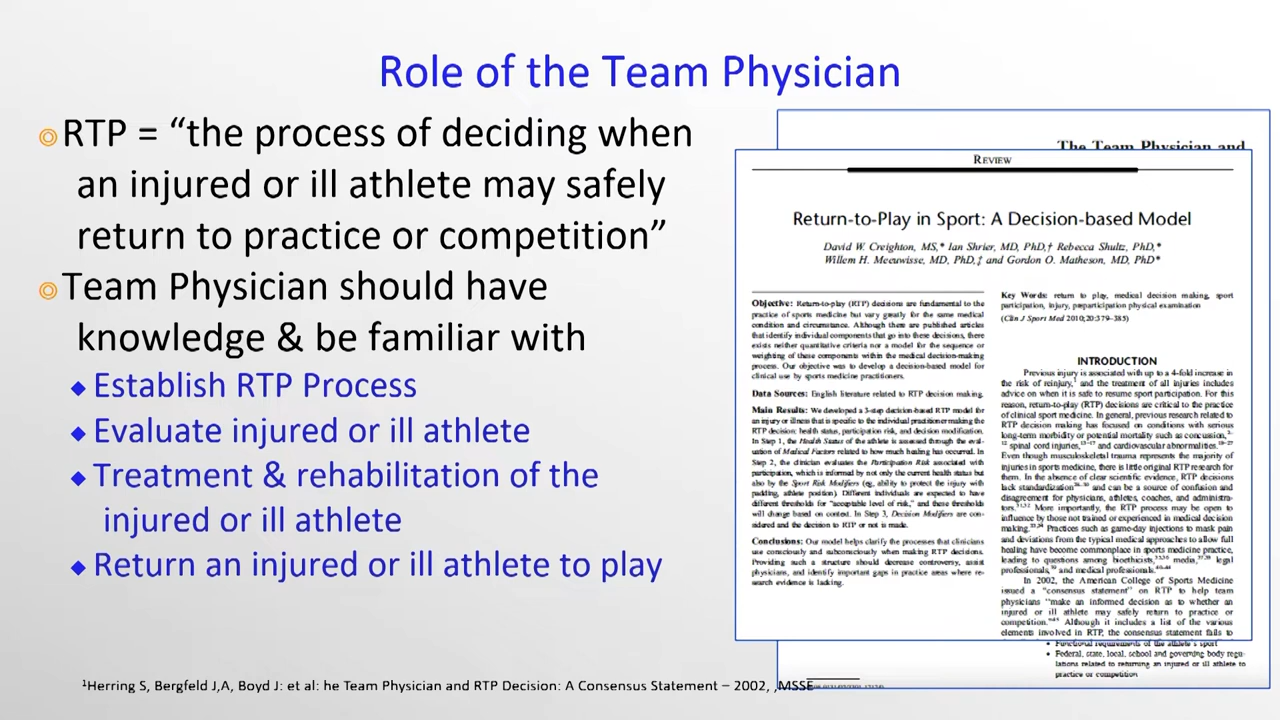 Role of the Team Physician
RTP = “the process of deciding when
an injured or ill athlete may safely
return to practice or competition”
Team Physician should have
knowledge & be familiar with
Establish RTP Process
Evaluate injured or ill athlete
Treatment & rehabilitation of the
injured or ill athlete
Return an injured or ill athlete to play
The Team Physician and
REVIEW
Return-to-Play in Sport: A Decision-based Model
David W. Creighton, MS,* Ian Shrier, MD, PhD,† Rebecca Shultz, PhD,*
Willem H. Meeuwisse, MD, PhD,‡ and Gordon O. Matheson, MD, PhD*
Objective: Return-to-play (RTP) decisions are fundamental to the
practice of sports medicine but vary greatly for the same medical
condition and circumstance. Although there are published articles
that identify individual components that go into these decisions, there
exists neither quantitative criteria nor a model for the sequence or
weighting of these components within the medical decision-making
process. Our objective was to develop a decision-based model for
clinical use by sports medicine practitioners.
Data Sources: English literature related to RTP decision making.
Main Results: We developed a 3-step decision-based RTP model for
an injury or illness that is specific to the individual practitioner making the
RTP decision: health status, participation risk, and decision modification.
In Step 1, the Health Status of the athlete is assessed through the eval-
uation of Medical Factors related to how much healing has occurred. In
Step 2, the clinician evaluates the Participation Risk associated with
participation, which is informed by not only the current health status but
also by the Sport Risk Modifiers (eg, ability to protect the injury with
padding, athlete position). Different individuals are expected to have
different thresholds for “acceptable level of risk,” and these thresholds
will change based on context. In Step 3, Decision Modifiers are con-
sidered and the decision to RTP or not is made.
Conclusions: Our model helps clarify the processes that clinicians
use consciously and subconsciously when making RTP decisions.
Providing such a structure should decrease controversy, assist
physicians, and identify important gaps in practice areas where re-
search evidence is lacking.
Key Words: return to play, medical decision making, sport
participation, injury, preparticipation physical examination
(Clin J Sport Med 2010;20:379–385)
INTRODUCTION
Previous injury is associated with up to a 4-fold increase in
the risk of reinjury,1 and the treatment of all injuries includes
advice on when it is safe to resume sport participation. For this
reason, return-to-play (RTP) decisions are critical to the practice
of clinical sport medicine. In general, previous research related to
RTP decision making has focused on conditions with serious
long-term morbidity or potential mortality such as concussion,2–
12 spinal cord injuries,13–17 and cardiovascular abnormalities.18–27
Even though musculoskeletal trauma represents the majority of
injuries in sports medicine, there is little original RTP research for
them. In the absence of clear scientific evidence, RTP decisions
lack standardization and can be a source of confusion and
disagreement for physicians, athletes, coaches, and administra-
tors. More importantly, the RTP process may be open to
influence by those not trained or experienced in medical decision
making. Practices such as game-day injections to mask pain
and deviations from the typical medical approaches to allow full
healing have become commonplace in sports medicine practice,
leading to questions among bioethicists, media, legal
professionals, and medical professionals.
In 2002, the American College of Sports Medicine
issued a “consensus statement” on RTP to help team
physicians “make an informed decision as to whether an
injured or ill athlete may safely return to practice or
competition.” Although it includes a list of the various
elements involved in RTP, the consensus statement fails to
• Functional requirements of the athlete's sport
• Federal, state, local, school and governing body regu-
lations related to returning an injured or ill athlete to
practice or competition
1Herring S, Bergfeld J,A, Boyd J: et al: he Team Physician and RTP Decision: A Consensus Statement – 2002, ,MSSE